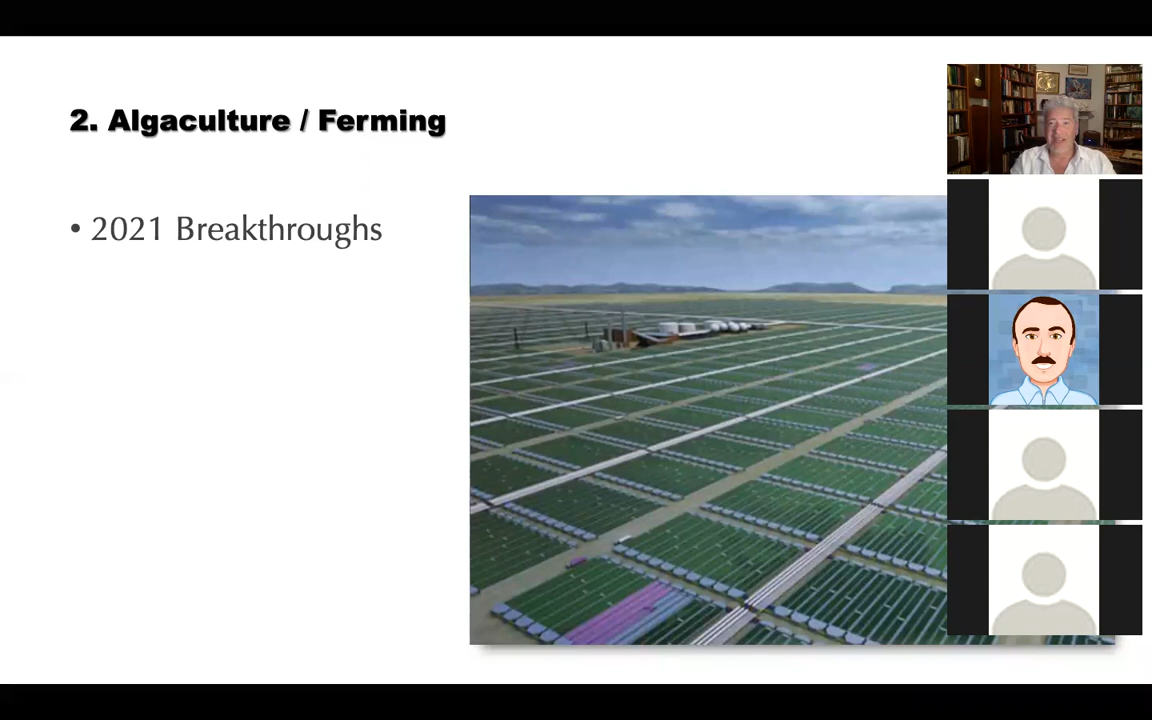 2. Algaculture / Ferming
• 2021 Breakthroughs